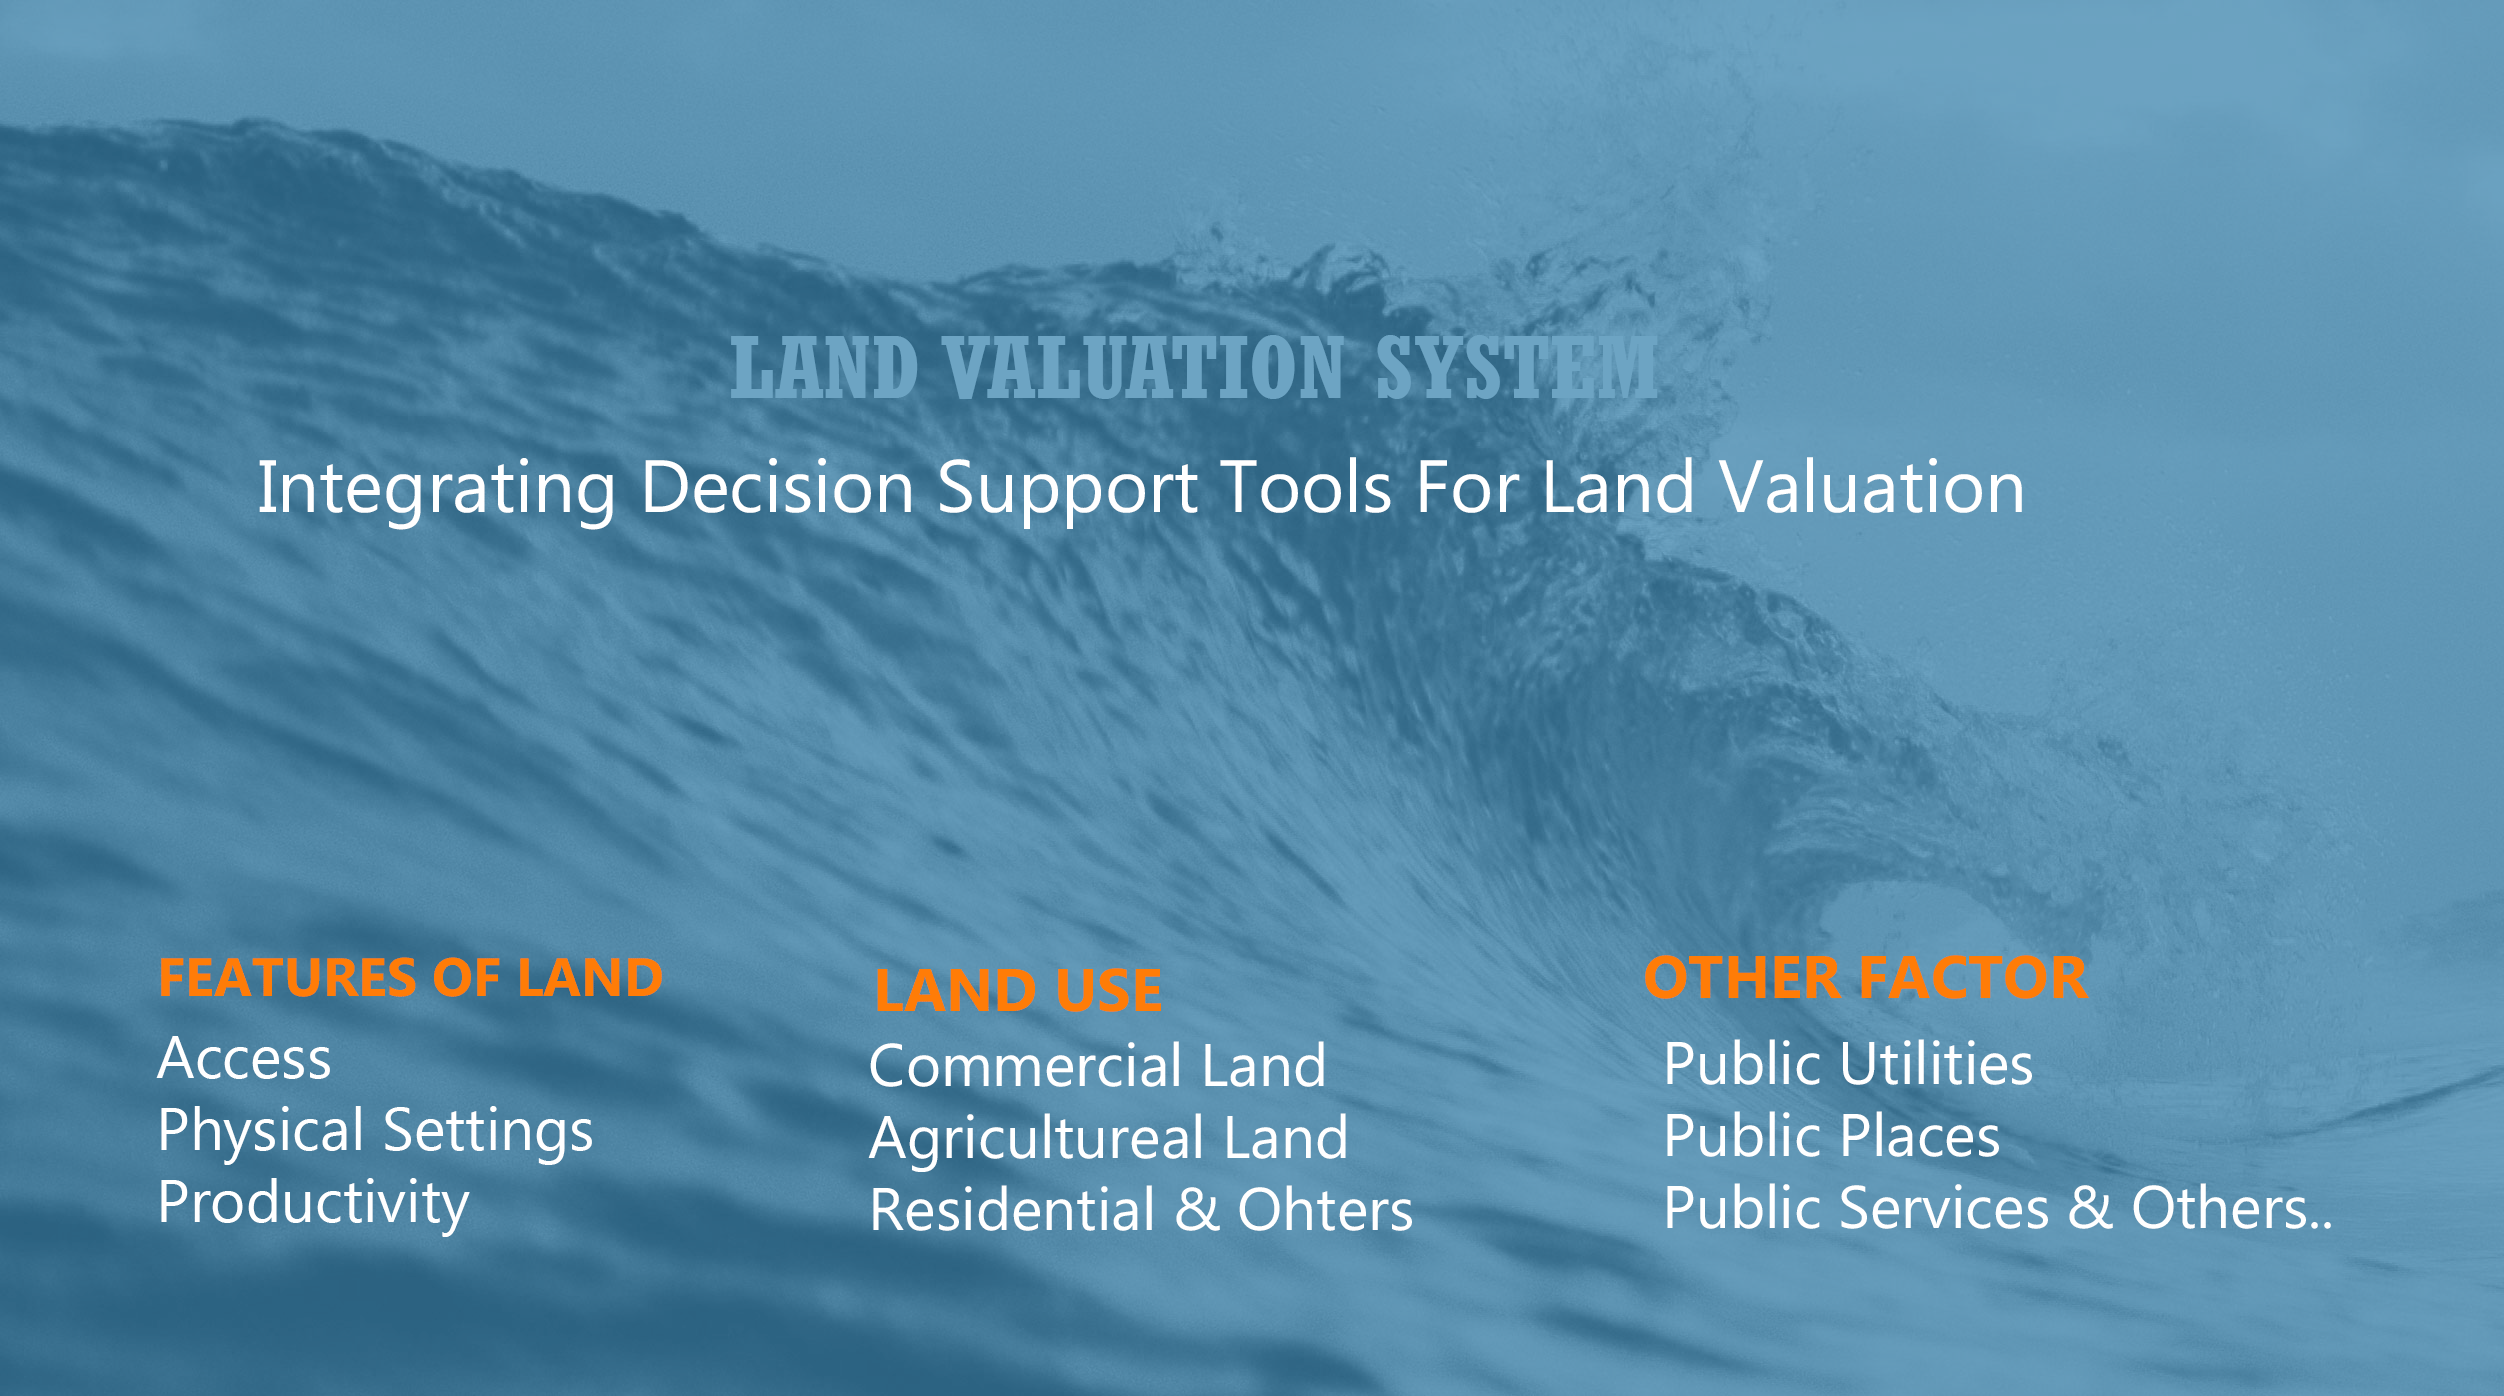 LAND VALUATION SYSTEM
Integrating Decision Support Tools For Land Valuation
FEATURES OF LAND
Access
Physical Settings
Productivity
LAND USE
Commercial Land
Agricultureal Land
Residential & Ohters
OTHER FACTOR
Public Utilities
Public Places
Public Services & Others..